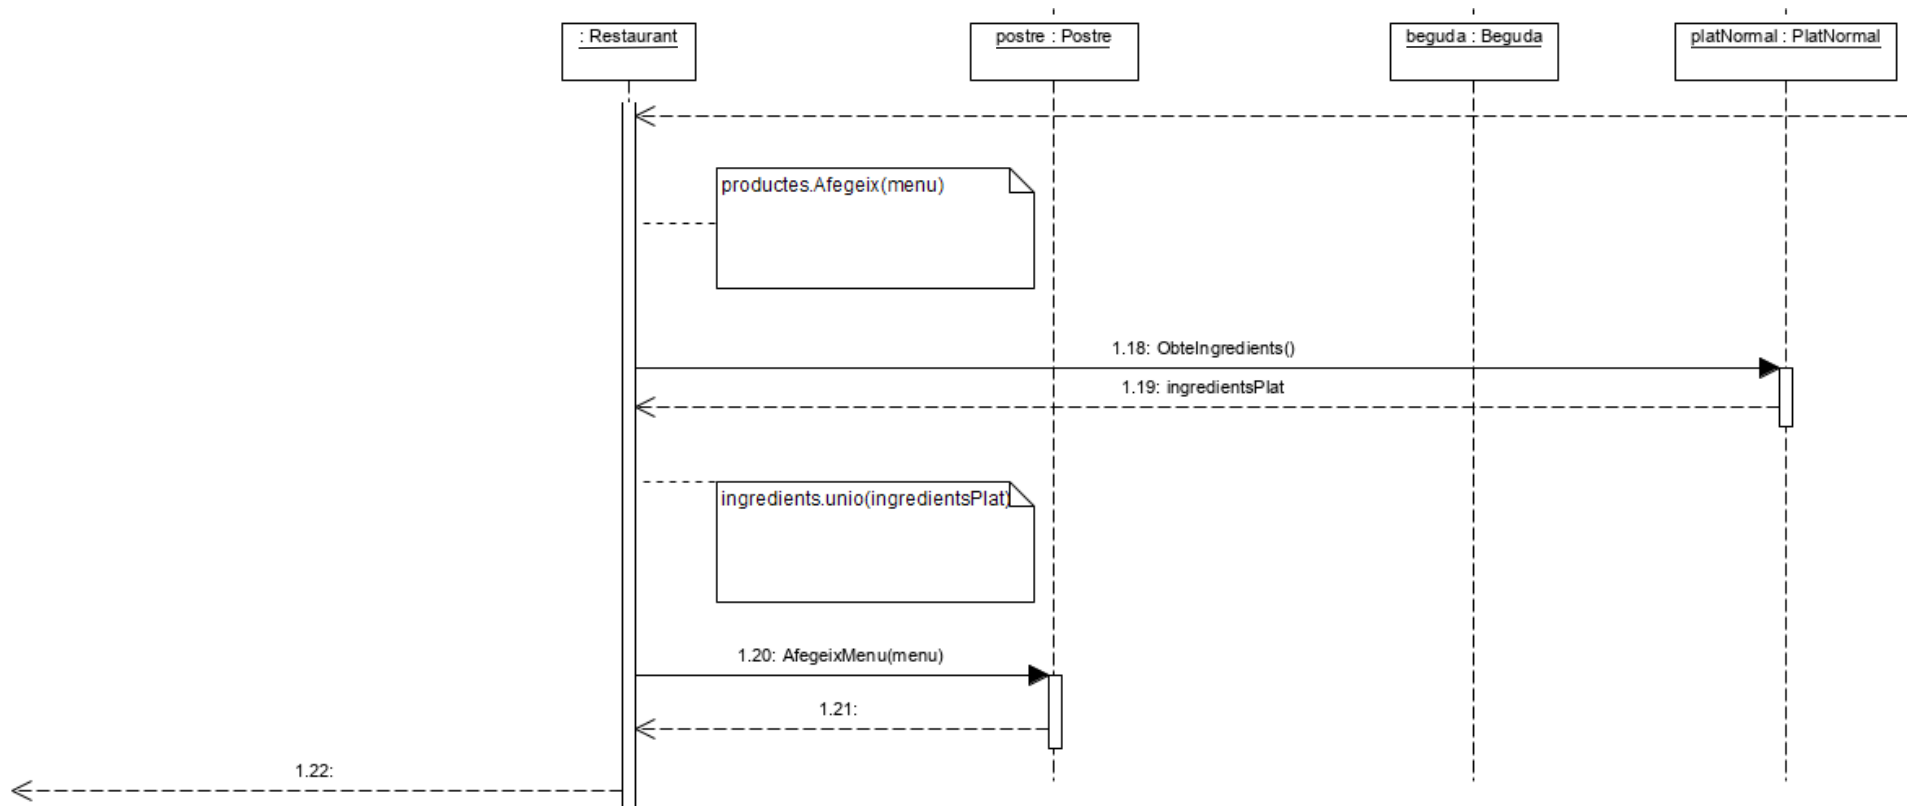 : Restaurant
postre : Postre
beguda : Beguda
platNormal : PlatNormal
productes.Afegeix(menu)
1.18: ObteIngredients()
1.19: ingredientsPlat
ingredients.unio(ingredientsPlat)
1.20: AfegeixMenu(menu)
1.21:
1.22: